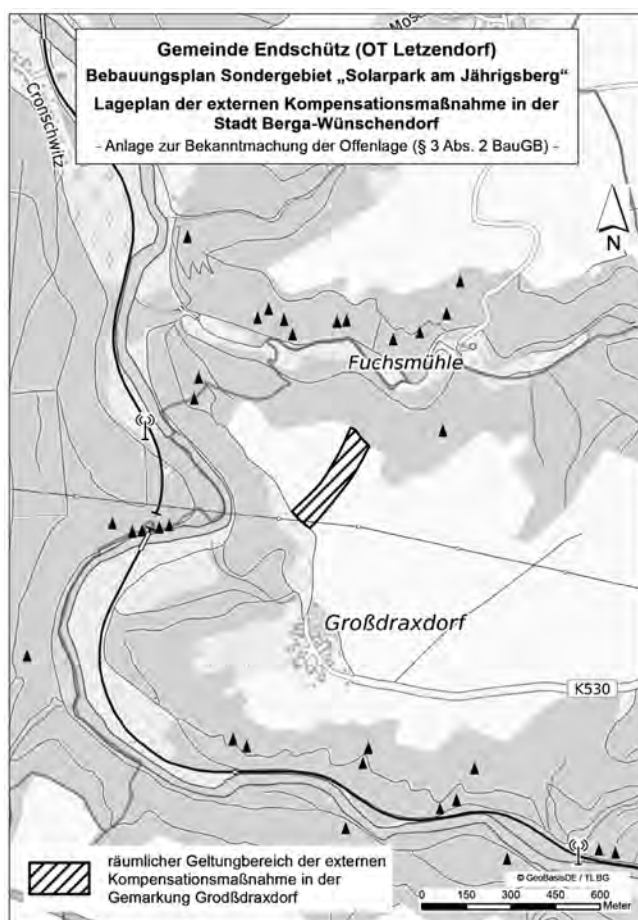 Gemeinde Endschütz (OT Letzendorf)
Bebauungsplan Sondergebiet „Solarpark am Jährigsberg“
Lageplan der externen Kompensationsmaßnahme in der
Stadt Berga-Wünschendorf
- Anlage zur Bekanntmachung der Offenlage (§ 3 Abs. 2 BauGB) -
Cronschwitz
N
Fuchsmühle
Großdraxdorf
K530
räumlicher Geltungbereich der externen
Kompensationsmaßnahme in der
Gemarkung Grodßdraxdorf
© GeoBasisDE / TLBG
0 150 300 450 600
Meter